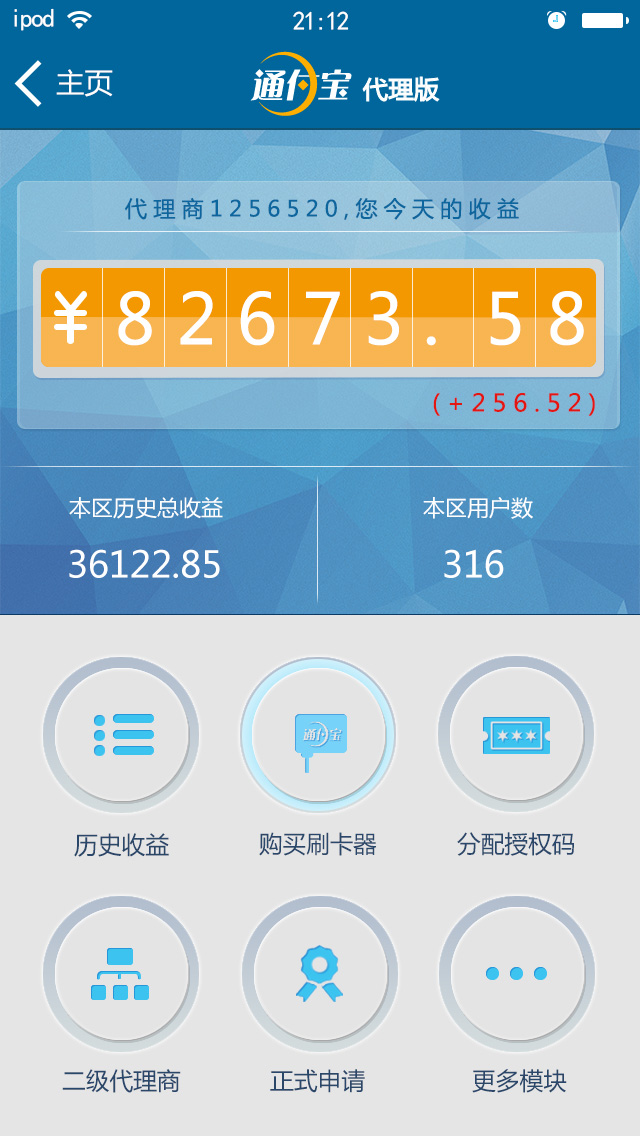 ipod 21:12
主页 通付宝 代理版
代理商1256520,您今天的收益
¥82673.58
(+256.52)
本区历史总收益 本区用户数
36122.85 316
通付宝
***
历史收益 购买刷卡器 分配授权码
二级代理商 正式申请 更多模块